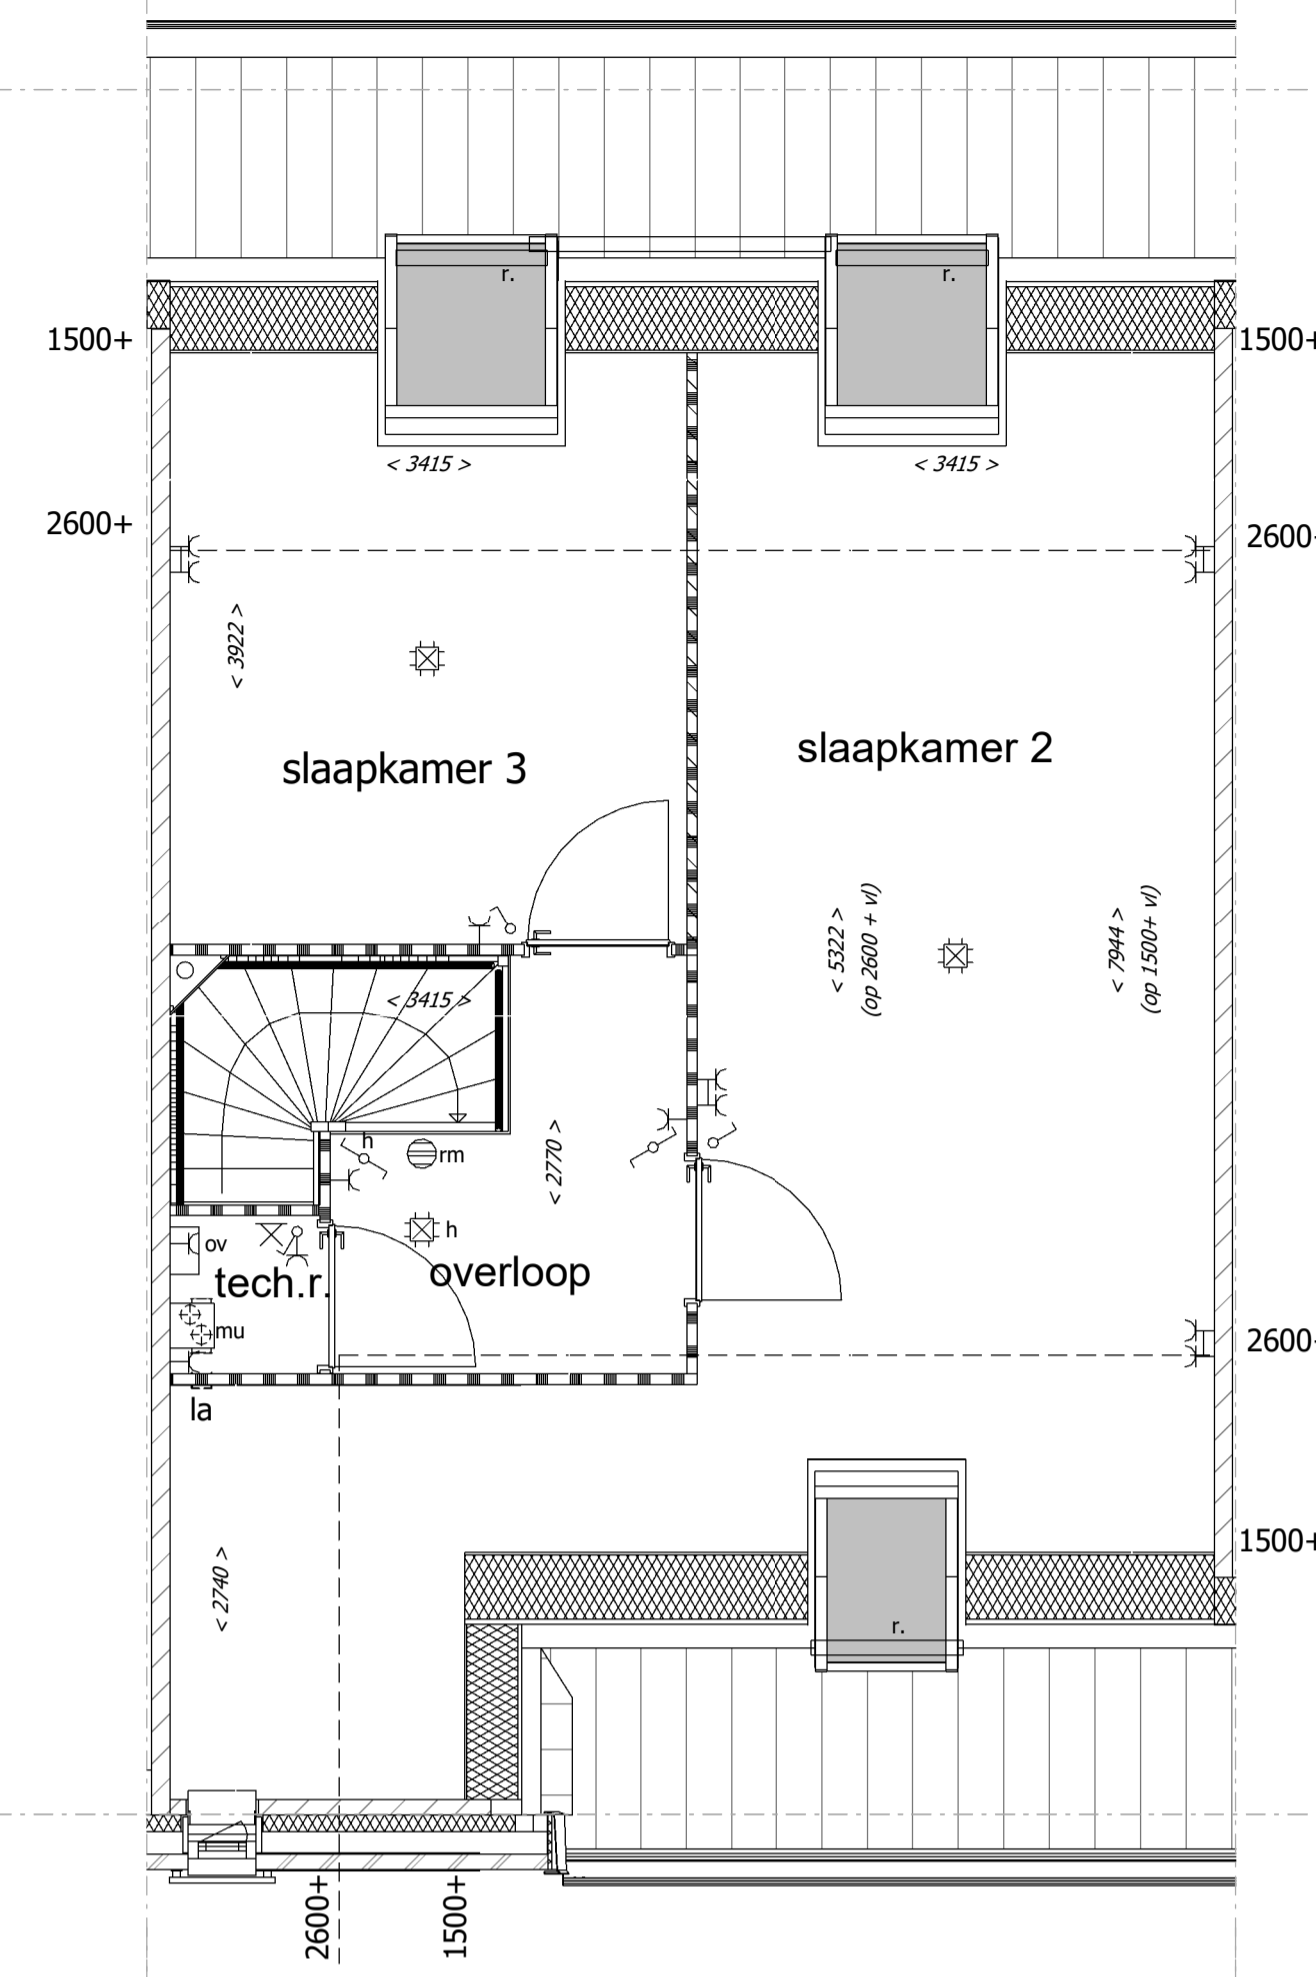 r.
r.
1500+
1500+
< 3415 >
< 3415 >
2600+
2600+
< 3922 >
slaapkamer 3
slaapkamer 2
< 5322 >
(op 2600 + vl)
< 7944 >
(op 1500+ vl)
< 3415 >
h
rm
< 2770 >
h
ov
tech.r.
overloop
mu
2600+
la
1500+
< 2740 >
r.
2600+
1500+